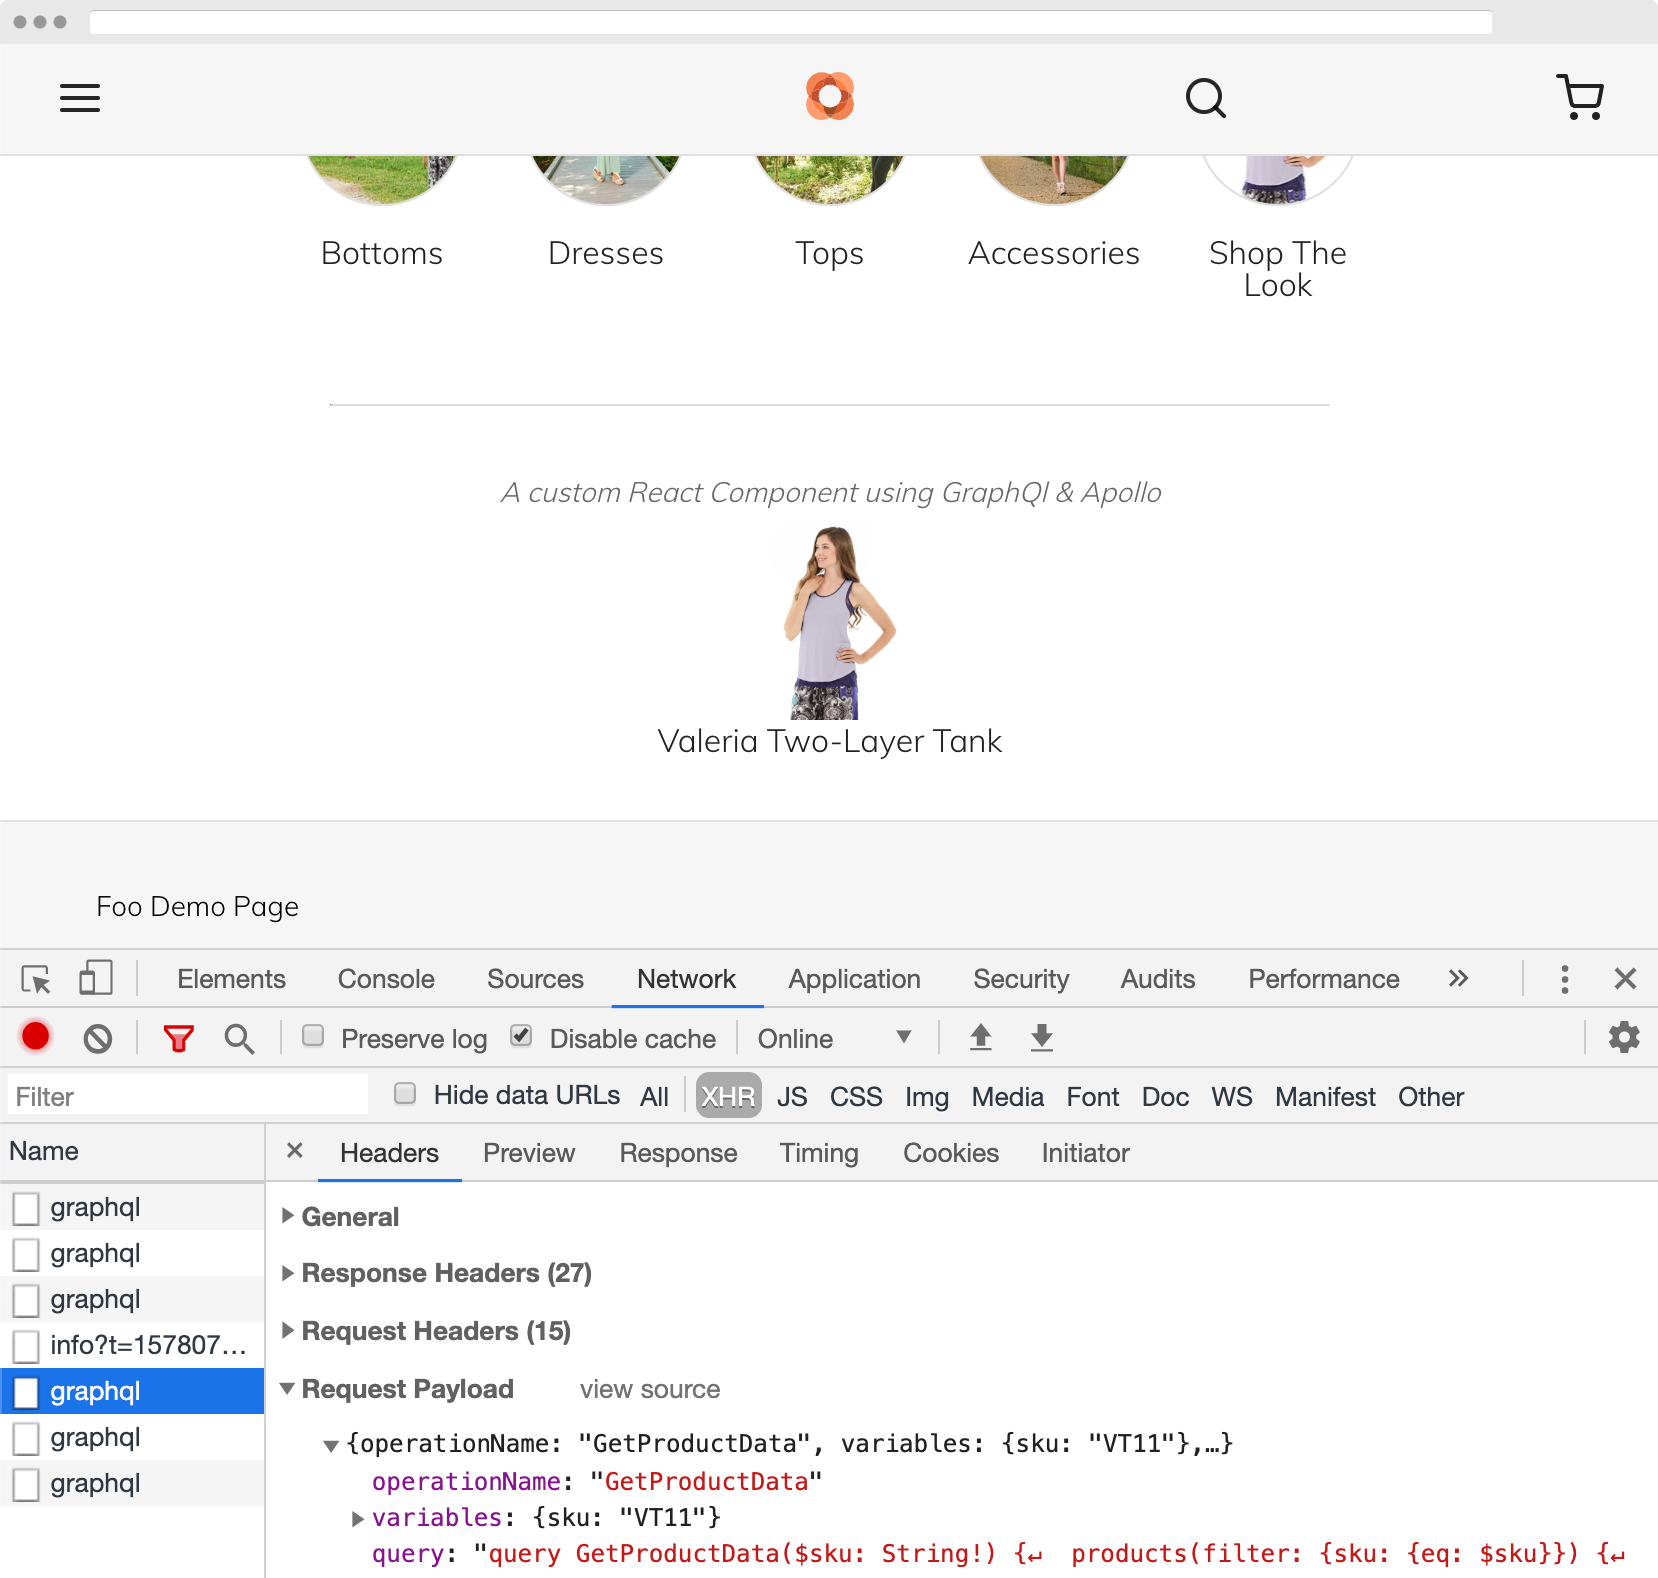 Bottoms Dresses Tops Accessories Shop The
Look
A custom React Component using GraphQl & Apollo
Valeria Two-Layer Tank
Foo Demo Page
Elements Console Sources Network Application Security Audits Performance »
Preserve log Disable cache Online
Filter Hide data URLs All XHR JS CSS Img Media Font Doc WS Manifest Other
Name × Headers Preview Response Timing Cookies Initiator
graphql
graphql
graphql
info?t=157807...
graphql
graphql
graphql
General
Response Headers (27)
Request Headers (15)
Request Payload view source
{operationName: "GetProductData", variables: {sku: "VT11"},…}
operationName: "GetProductData"
variables: {sku: "VT11"}
query: "query GetProductData($sku: String!) {↵  products(filter: {sku: {eq: $sku}}) {↵